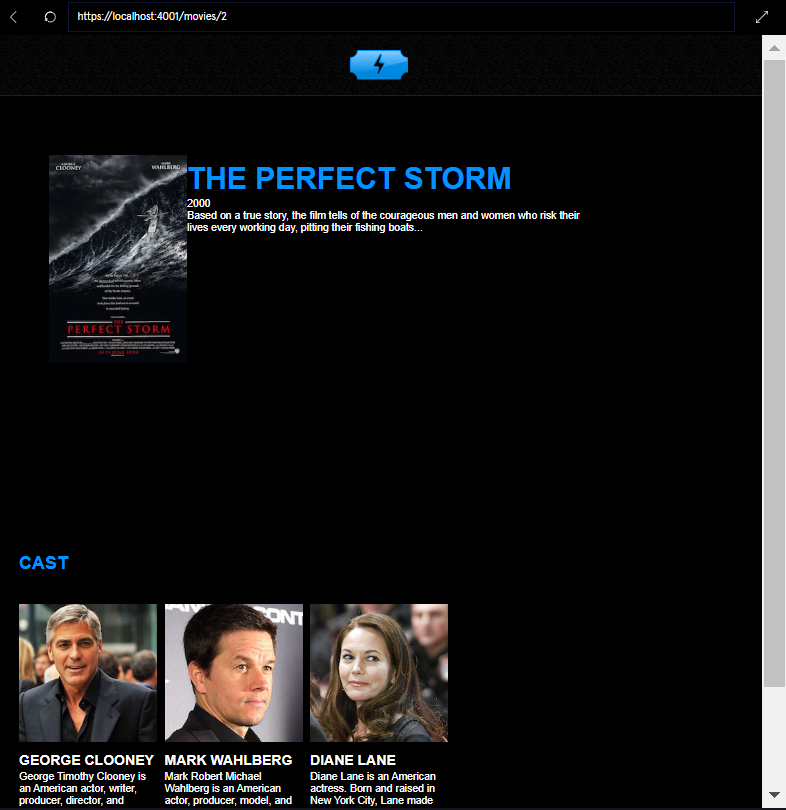 https://localhost:4001/movies/2
CLOONEY
WAHLBERG
THE PERFECT STORM
2000
Based on a true story, the film tells of the courageous men and women who risk their
lives every working day, pitting their fishing boats...
THE
PERFECT STORM
CAST
GEORGE CLOONEY
George Timothy Clooney is
an American actor, writer,
producer, director, and
MARK WAHLBERG
Mark Robert Michael
Wahlberg is an American
actor, producer, model, and
DIANE LANE
Diane Lane is an American
actress. Born and raised in
New York City, Lane made